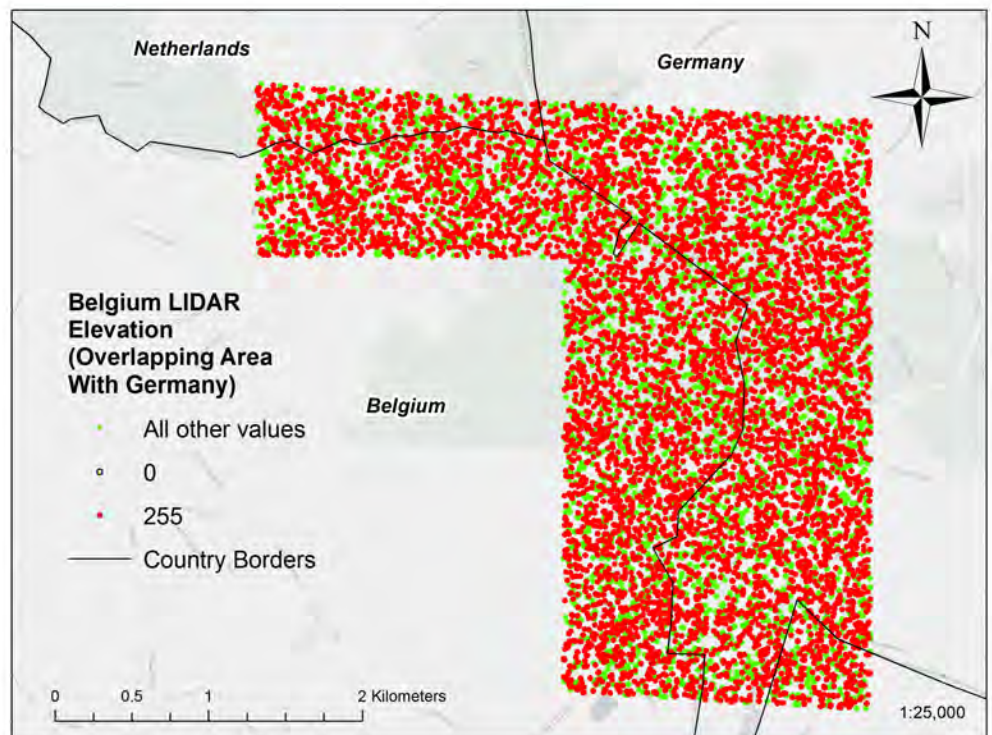 Netherlands
Germany
N
Belgium LIDAR
Elevation
(Overlapping Area
With Germany)
All other values
0
255
Country Borders
Belgium
0 0.5 1 2 Kilometers
1:25,000